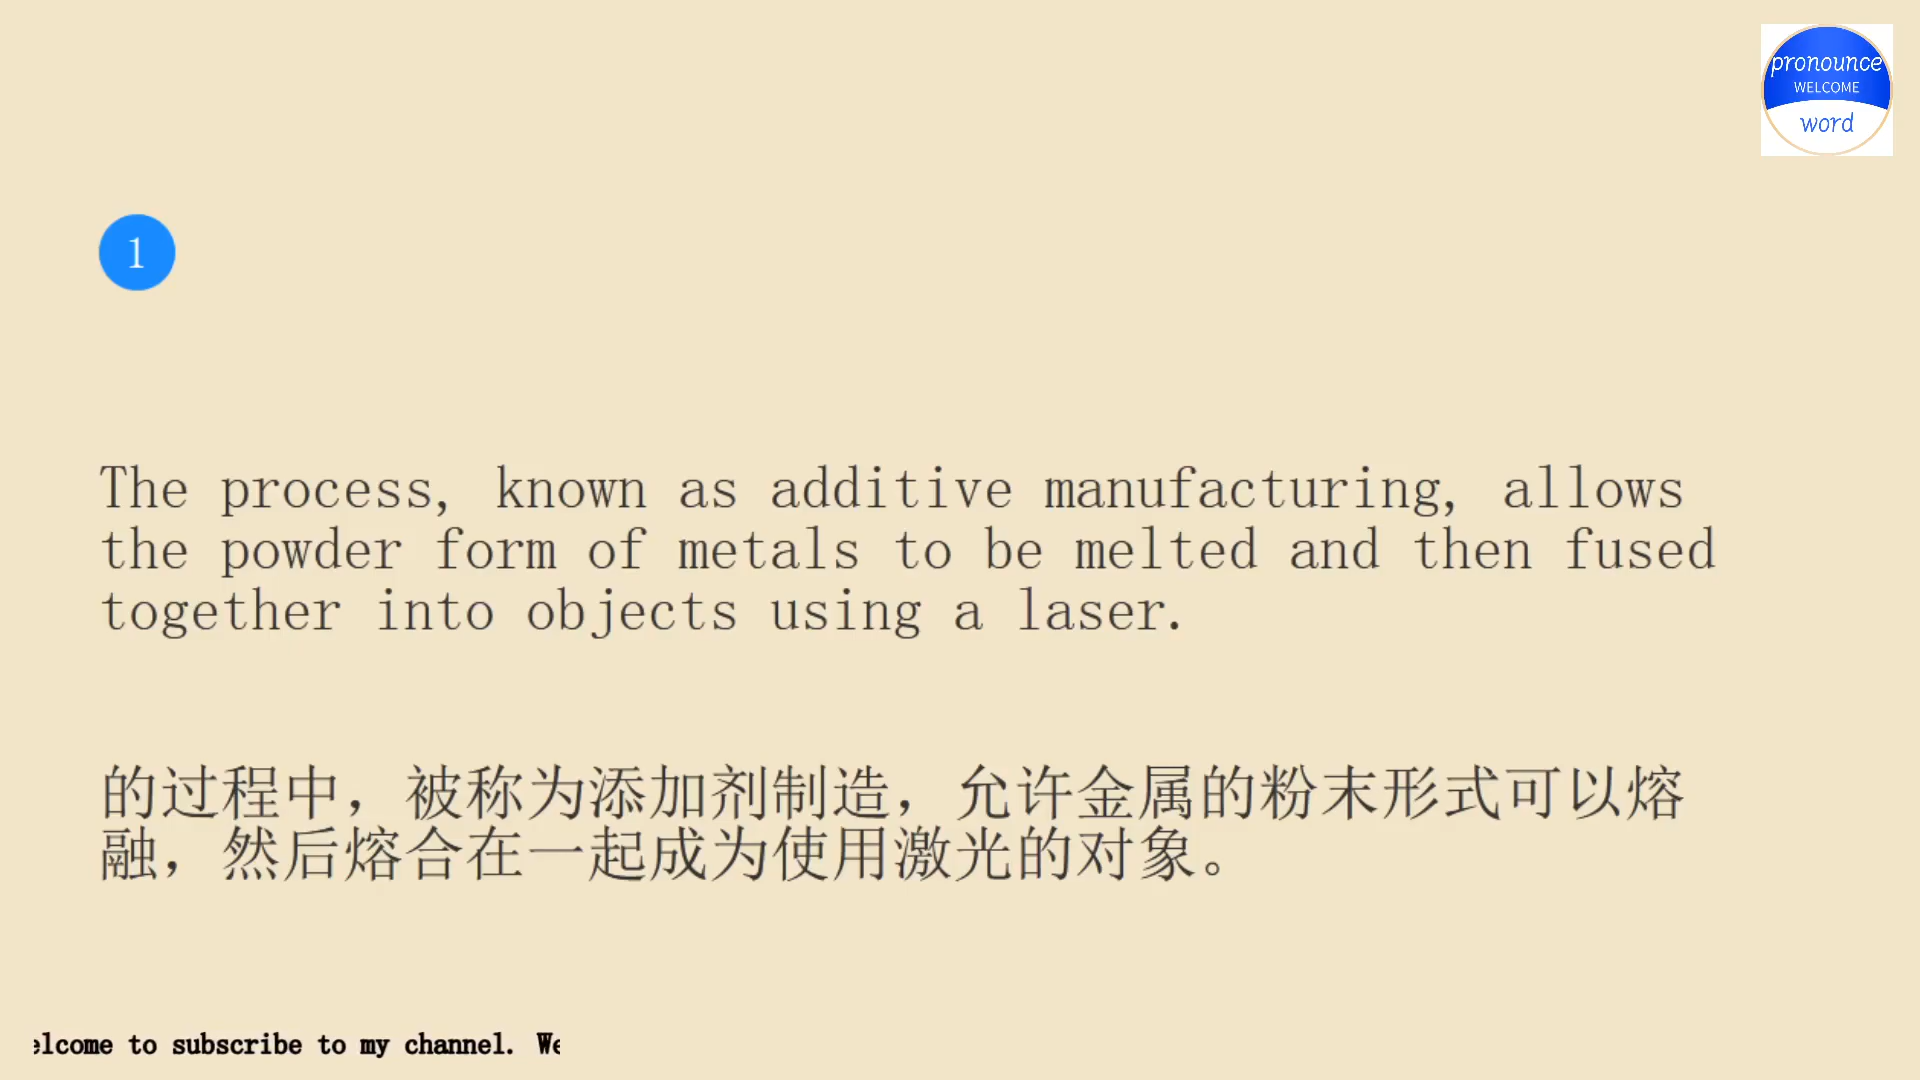 pronounce
WELCOME
word
1
The process, known as additive manufacturing, allows
the powder form of metals to be melted and then fused
together into objects using a laser.
的过程中，被称为添加剂制造，允许金属的粉末形式可以熔
融，然后熔合在一起成为使用激光的对象。
elcome to subscribe to my channel. We